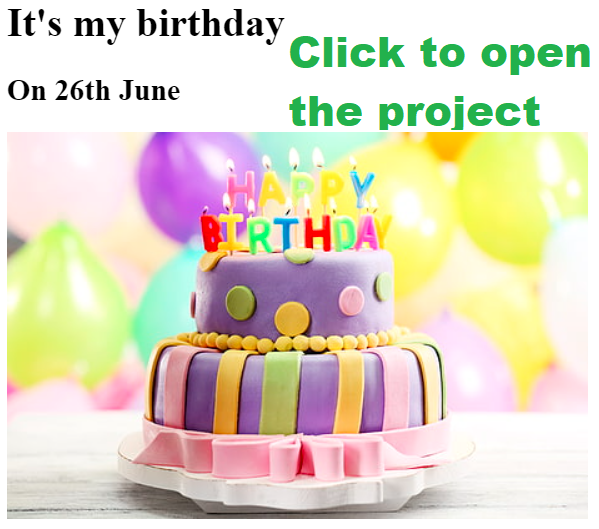 It's my birthday
On 26th June
Click to open
the project
HAPPY
BIRTHDAY